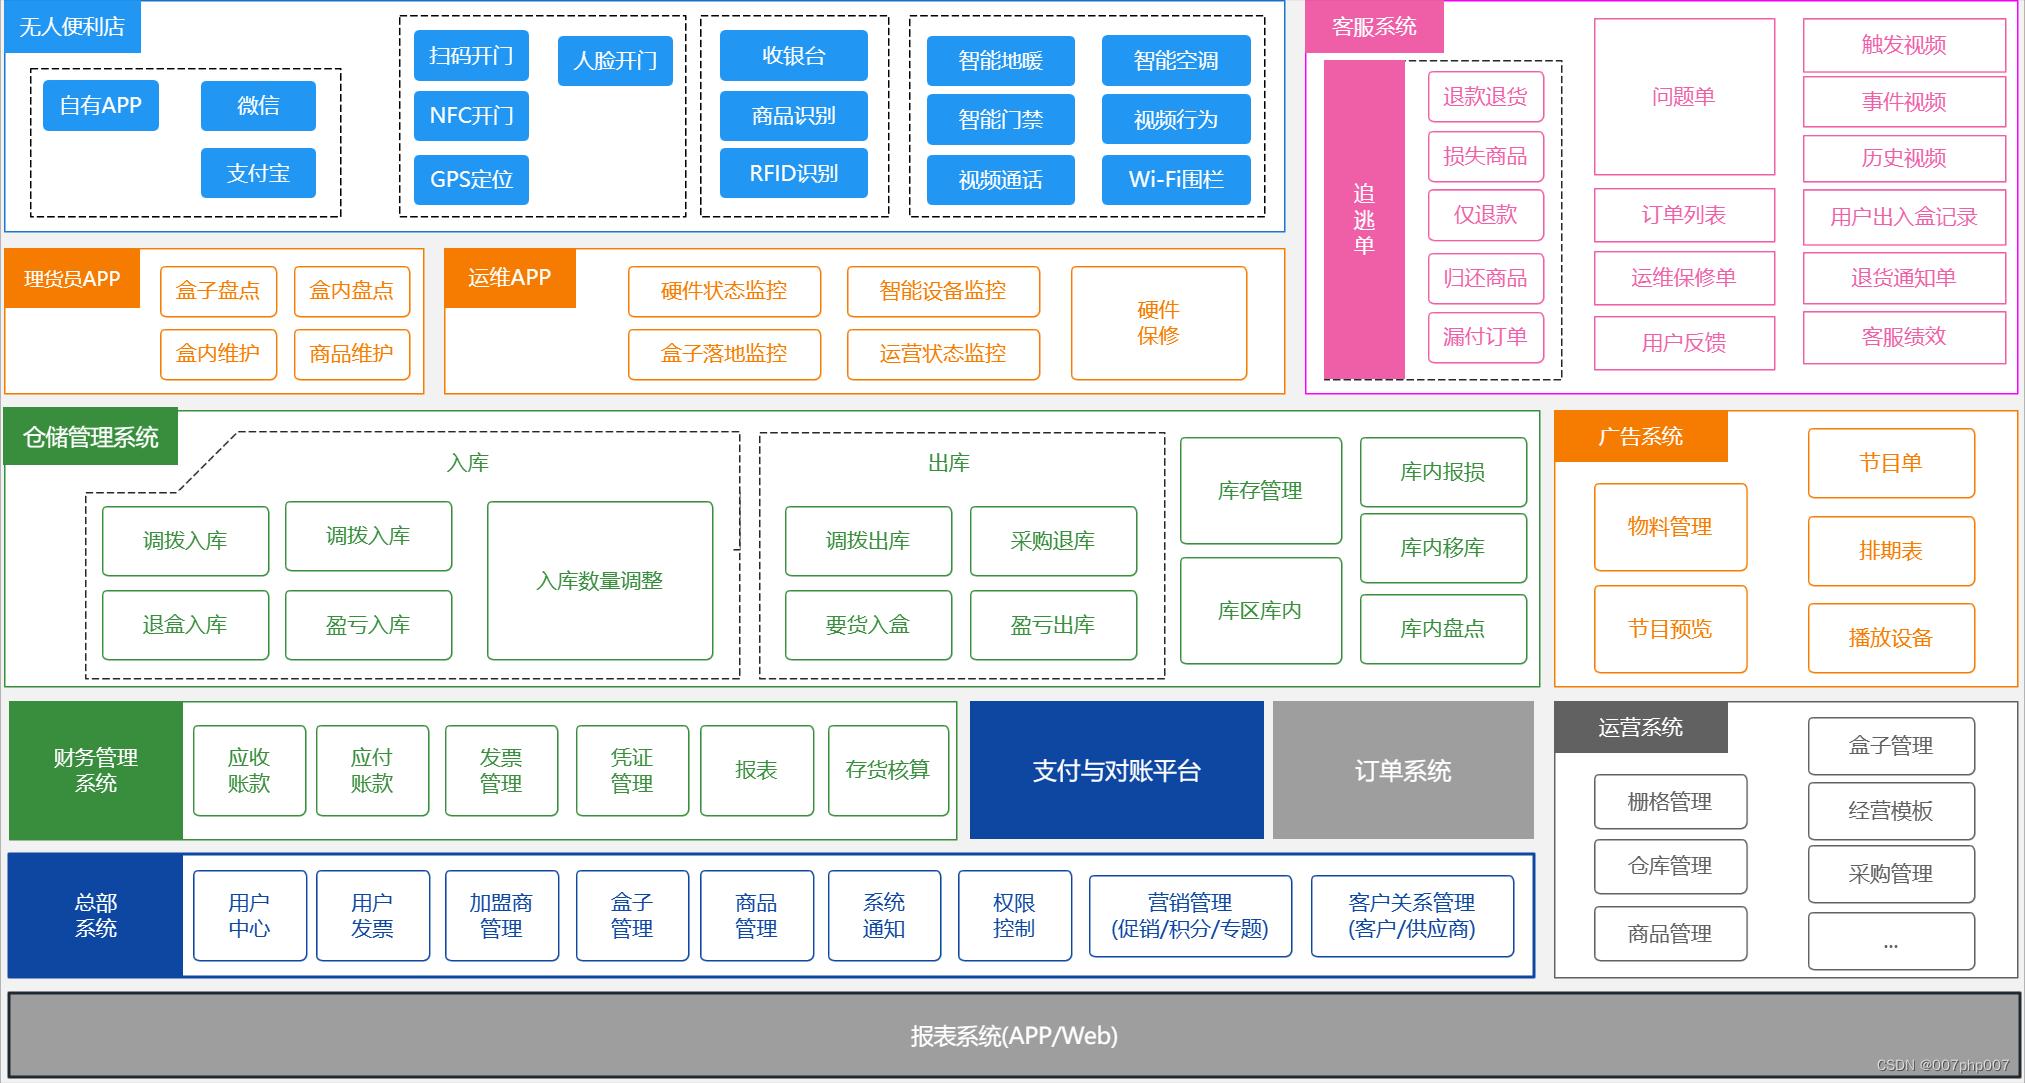 无人便利店
自有APP
微信
支付宝
扫码开门
人脸开门
NFC开门
GPS定位
收银台
商品识别
RFID识别
智能地暖
智能空调
智能门禁
视频行为
视频通话
Wi-Fi围栏
客服系统
追
逃
单
退款退货
损失商品
仅退款
归还商品
漏付订单
问题单
订单列表
运维保修单
用户反馈
触发视频
事件视频
历史视频
用户出入盒记录
退货通知单
客服绩效
理货员APP
盒子盘点
盒内盘点
盒内维护
商品维护
运维APP
硬件状态监控
智能设备监控
盒子落地监控
运营状态监控
硬件
保修
仓储管理系统
入库
调拨入库
调拨入库
退盒入库
盈亏入库
入库数量调整
出库
调拨出库
采购退库
要货入盒
盈亏出库
库存管理
库区库内
库内报损
库内移库
库内盘点
广告系统
物料管理
节目预览
节目单
排期表
播放设备
财务管理
系统
应收
账款
应付
账款
发票
管理
凭证
管理
报表
存货核算
支付与对账平台
订单系统
运营系统
栅格管理
仓库管理
商品管理
盒子管理
经营模板
采购管理
...
总部
系统
用户
中心
用户
发票
加盟商
管理
盒子
管理
商品
管理
系统
通知
权限
控制
营销管理
(促销/积分/专题)
客户关系管理
(客户/供应商)
报表系统(APP/Web)
CSDN @007php007